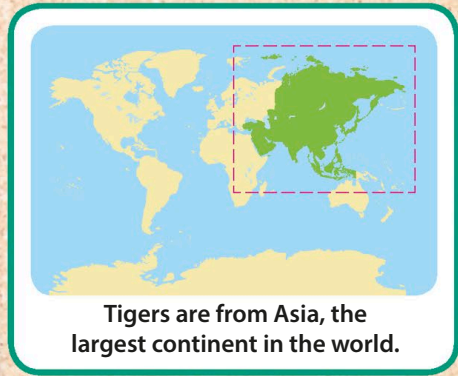 Tigers are from Asia, the
largest continent in the world.